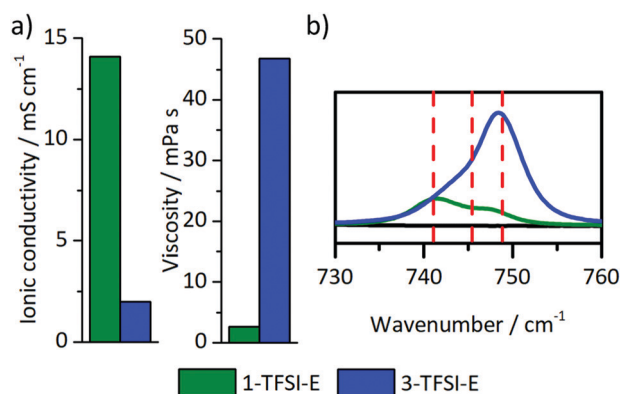 a)
b)
Ionic conductivity / mS cm⁻¹
15
10
5
0
Viscosity / mPa s
50
40
30
20
10
0
730 740 750 760
Wavenumber / cm⁻¹
1-TFSI-E 3-TFSI-E